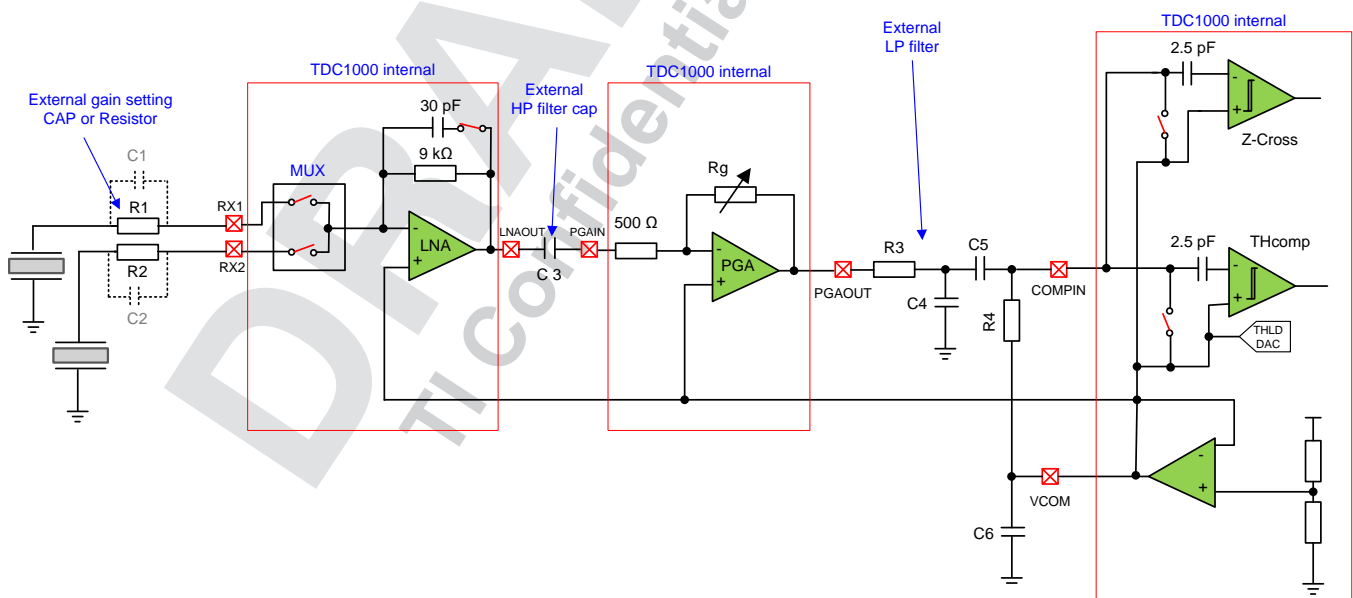 TDC1000 internal
External
LP filter
2.5 pF
TDC1000 internal
External
HP filter cap
TDC1000 internal
External gain setting
CAP or Resistor
30 pF
-
+
Z-Cross
C1
MUX
9 kΩ
Rg
R1
RX1
500 Ω
2.5 pF
THcomp
-
LNA
+
LNAOUT
PGAIN
C 3
-
PGA
+
R3
C5
-
+
R2
RX2
PGAOUT
COMPIN
C2
C4
R4
THLD
DAC
-
+
VCOM
C6
DRA
TI Confidentia